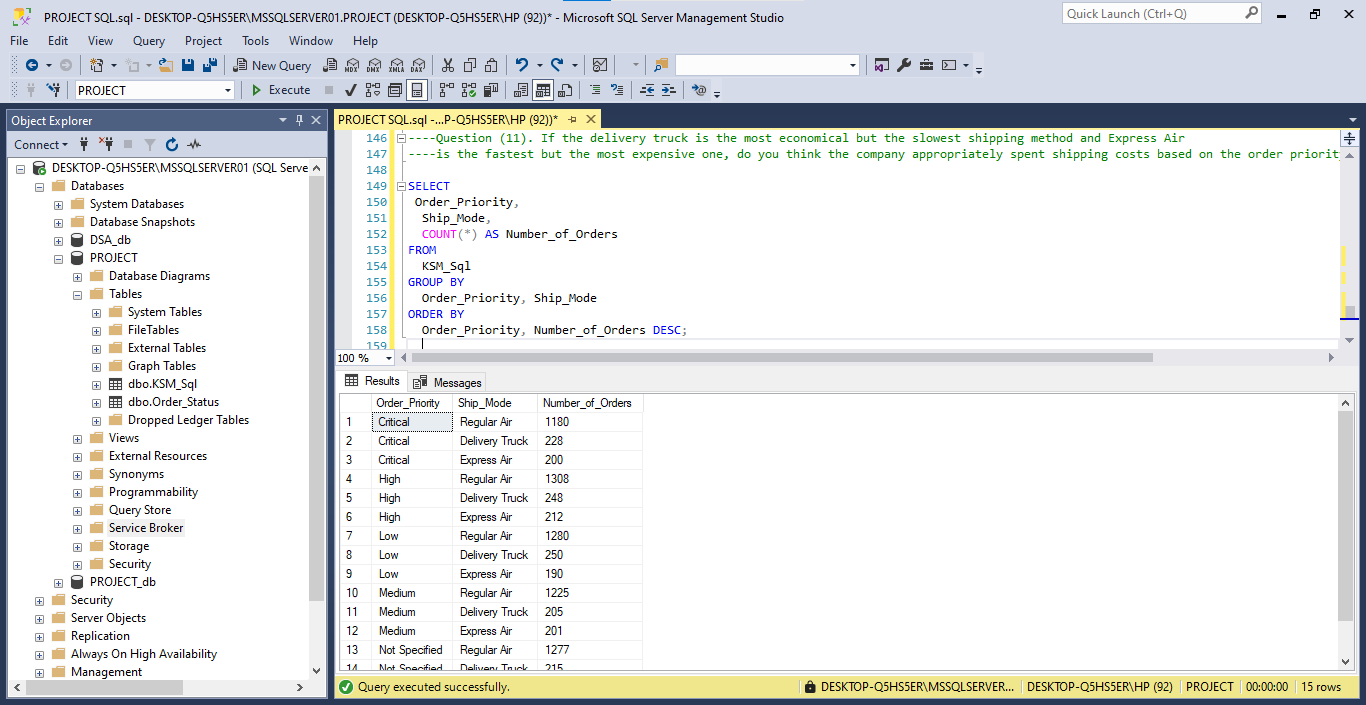 PROJECT SQL.sql - DESKTOP-Q5HS5ER\MSSQLSERVER01.PROJECT (DESKTOP-Q5HS5ER\HP (92))* - Microsoft SQL Server Management Studio
Quick Launch (Ctrl+Q)
File Edit View Query Project Tools Window Help
New Query MDX DMX XMLA DAX
PROJECT Execute
Object Explorer
Connect
DESKTOP-Q5HS5ER\MSSQLSERVER01 (SQL Serve
Databases
System Databases
Database Snapshots
DSA_db
PROJECT
Database Diagrams
Tables
System Tables
FileTables
External Tables
Graph Tables
dbo.KSM_Sql
dbo.Order_Status
Dropped Ledger Tables
Views
External Resources
Synonyms
Programmability
Query Store
Service Broker
Storage
Security
PROJECT_db
Security
Server Objects
Replication
Always On High Availability
Management
PROJECT SQL.sql -...P-Q5HS5ER\HP (92))*
146 ----Question (11). If the delivery truck is the most economical but the slowest shipping method and Express Air
147 ----is the fastest but the most expensive one, do you think the company appropriately spent shipping costs based on the order priorit
148
149 SELECT
150 Order_Priority,
151 Ship_Mode,
152 COUNT(*) AS Number_of_Orders
153 FROM
154 KSM_Sql
155 GROUP BY
156 Order_Priority, Ship_Mode
157 ORDER BY
158 Order_Priority, Number_of_Orders DESC;
159
100 %
Results Messages
Order_Priority Ship_Mode Number_of_Orders
1 Critical Regular Air 1180
2 Critical Delivery Truck 228
3 Critical Express Air 200
4 High Regular Air 1308
5 High Delivery Truck 248
6 High Express Air 212
7 Low Regular Air 1280
8 Low Delivery Truck 250
9 Low Express Air 190
10 Medium Regular Air 1225
11 Medium Delivery Truck 205
12 Medium Express Air 201
13 Not Specified Regular Air 1277
14 Not Specified Delivery Truck 215
Query executed successfully.
DESKTOP-Q5HS5ER\MSSQLSERVER... DESKTOP-Q5HS5ER\HP (92) PROJECT 00:00:00 15 rows